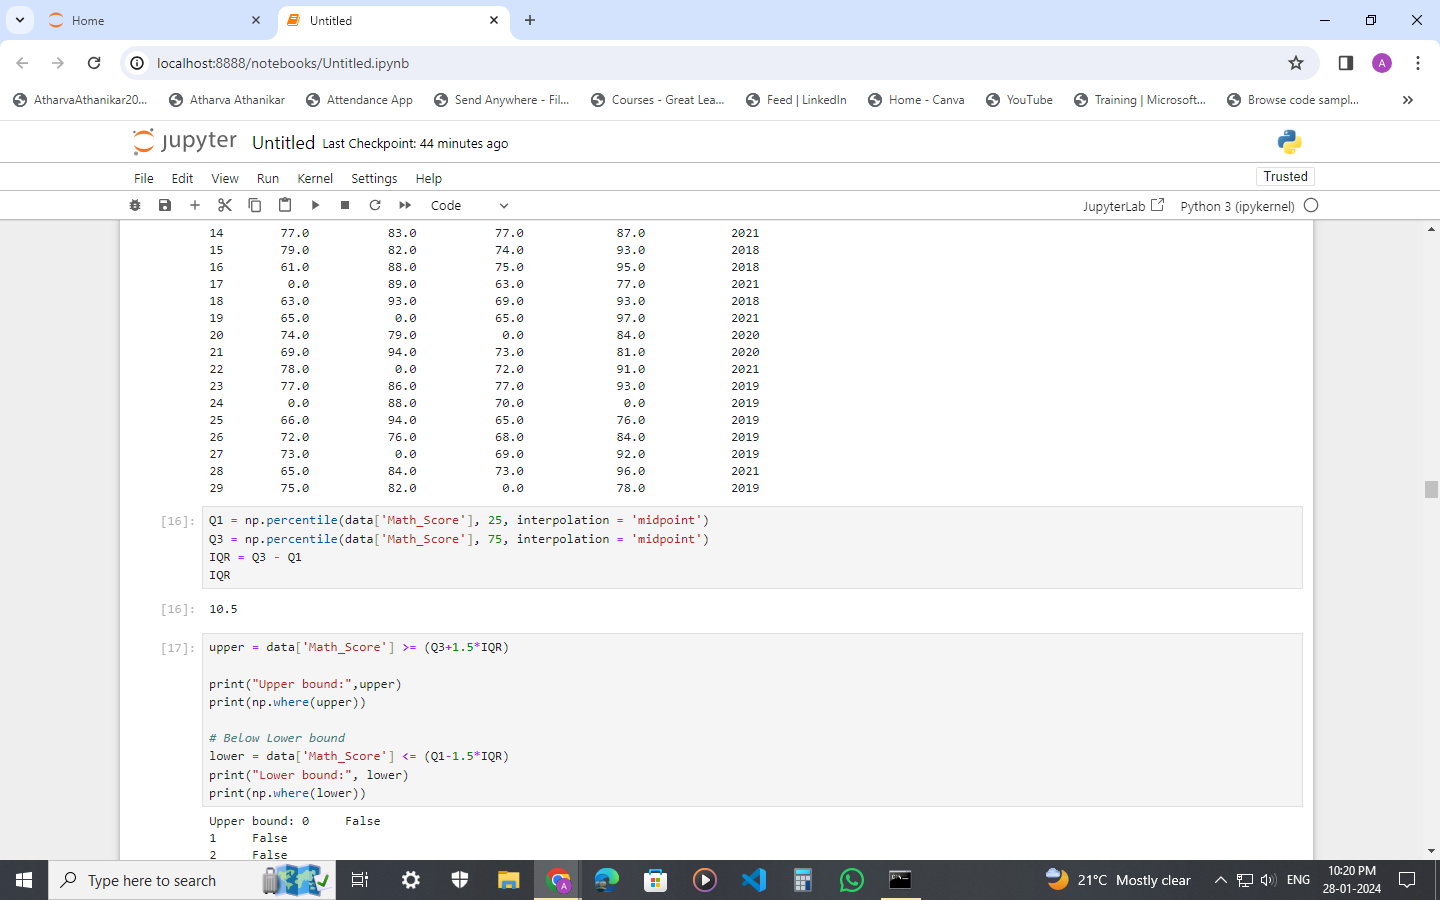 Home
Untitled
localhost:8888/notebooks/Untitled.ipynb
A
AtharvaAthanikar20...
Atharva Athanikar
Attendance App
Send Anywhere - Fil...
Courses - Great Lea...
Feed | LinkedIn
Home - Canva
YouTube
Training | Microsoft...
Browse code sampl...
jupyter Untitled Last Checkpoint: 44 minutes ago
File Edit View Run Kernel Settings Help
Trusted
Code
JupyterLab
Python 3 (ipykernel)
14 77.0 83.0 77.0 87.0 2021
15 79.0 82.0 74.0 93.0 2018
16 61.0 88.0 75.0 95.0 2018
17 0.0 89.0 63.0 77.0 2021
18 63.0 93.0 69.0 93.0 2018
19 65.0 0.0 65.0 97.0 2021
20 74.0 79.0 0.0 84.0 2020
21 69.0 94.0 73.0 81.0 2020
22 78.0 0.0 72.0 91.0 2021
23 77.0 86.0 77.0 93.0 2019
24 0.0 88.0 70.0 0.0 2019
25 66.0 94.0 65.0 76.0 2019
26 72.0 76.0 68.0 84.0 2019
27 73.0 0.0 69.0 92.0 2019
28 65.0 84.0 73.0 96.0 2021
29 75.0 82.0 0.0 78.0 2019
[16]: Q1 = np.percentile(data['Math_Score'], 25, interpolation = 'midpoint')
Q3 = np.percentile(data['Math_Score'], 75, interpolation = 'midpoint')
IQR = Q3 - Q1
IQR
[16]: 10.5
[17]: upper = data['Math_Score'] >= (Q3+1.5*IQR)
print("Upper bound:",upper)
print(np.where(upper))
# Below Lower bound
lower = data['Math_Score'] <= (Q1-1.5*IQR)
print("Lower bound:", lower)
print(np.where(lower))
Upper bound: 0 False
1 False
2 False
Type here to search
A
21°C Mostly clear
ENG
10:20 PM
28-01-2024